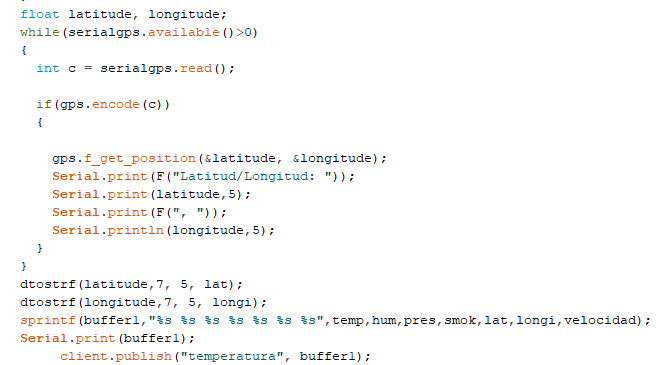 float latitude, longitude;
while(serialgps.available()>0)
{
int c = serialgps.read();
if(gps.encode(c))
{
gps.f_get_position(&latitude, &longitude);
Serial.print(F("Latitud/Longitud: "));
Serial.print(latitude,5);
Serial.print(F(", "));
Serial.println(longitude,5);
}
}
dtostrf(latitude,7, 5, lat);
dtostrf(longitude,7, 5, longi);
sprintf(buffer1,"%s %s %s %s %s %s %s",temp,hum,pres,smok,lat,longi,velocidad);
Serial.print(buffer1);
client.publish("temperatura", buffer1);